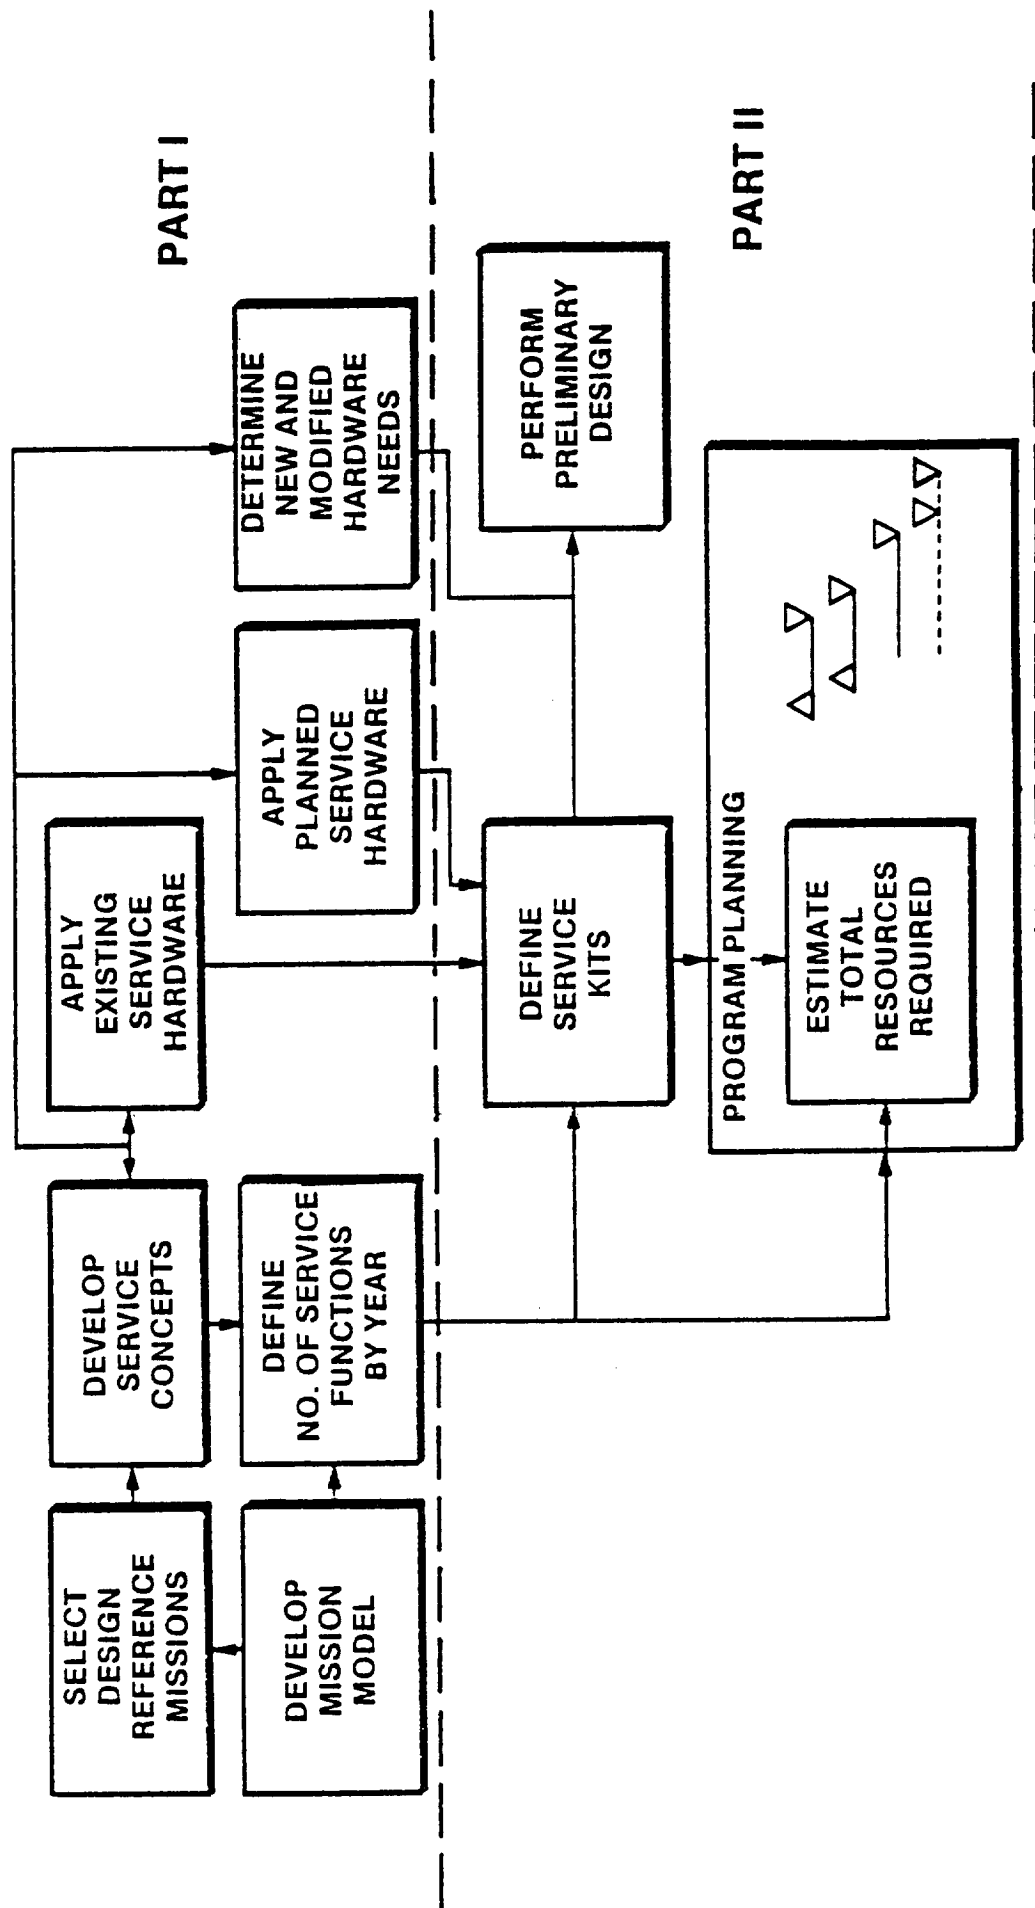 PART I
SELECT
DESIGN
REFERENCE
MISSIONS
DEVELOP
SERVICE
CONCEPTS
APPLY
EXISTING
SERVICE
HARDWARE
DEVELOP
MISSION
MODEL
DEFINE
NO. OF SERVICE
FUNCTIONS
BY YEAR
APPLY
PLANNED
SERVICE
HARDWARE
DETERMINE
NEW AND
MODIFIED
HARDWARE
NEEDS
DEFINE
SERVICE
KITS
PERFORM
PRELIMINARY
DESIGN
PART II
PROGRAM PLANNING
ESTIMATE
TOTAL
RESOURCES
REQUIRED